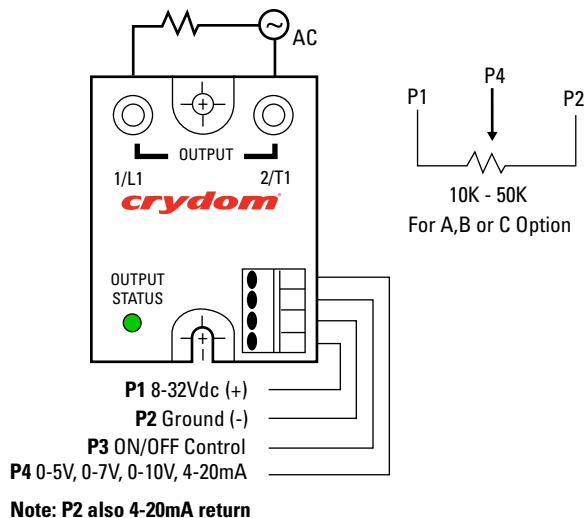 AC
OUTPUT
1/L1 2/T1
crydom
OUTPUT
STATUS
P1 8-32Vdc (+)
P2 Ground (-)
P3 ON/OFF Control
P4 0-5V, 0-7V, 0-10V, 4-20mA
Note: P2 also 4-20mA return
P1 P4 P2
10K - 50K
For A,B or C Option